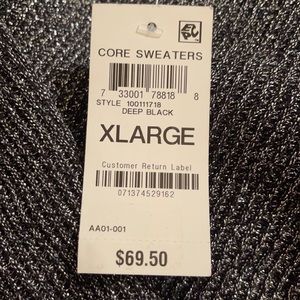 CORE SWEATERS
7 33001 78818 8
STYLE 100111718
DEEP BLACK
XLARGE
Customer Return Label
071374529162
AA01-001
$69.50